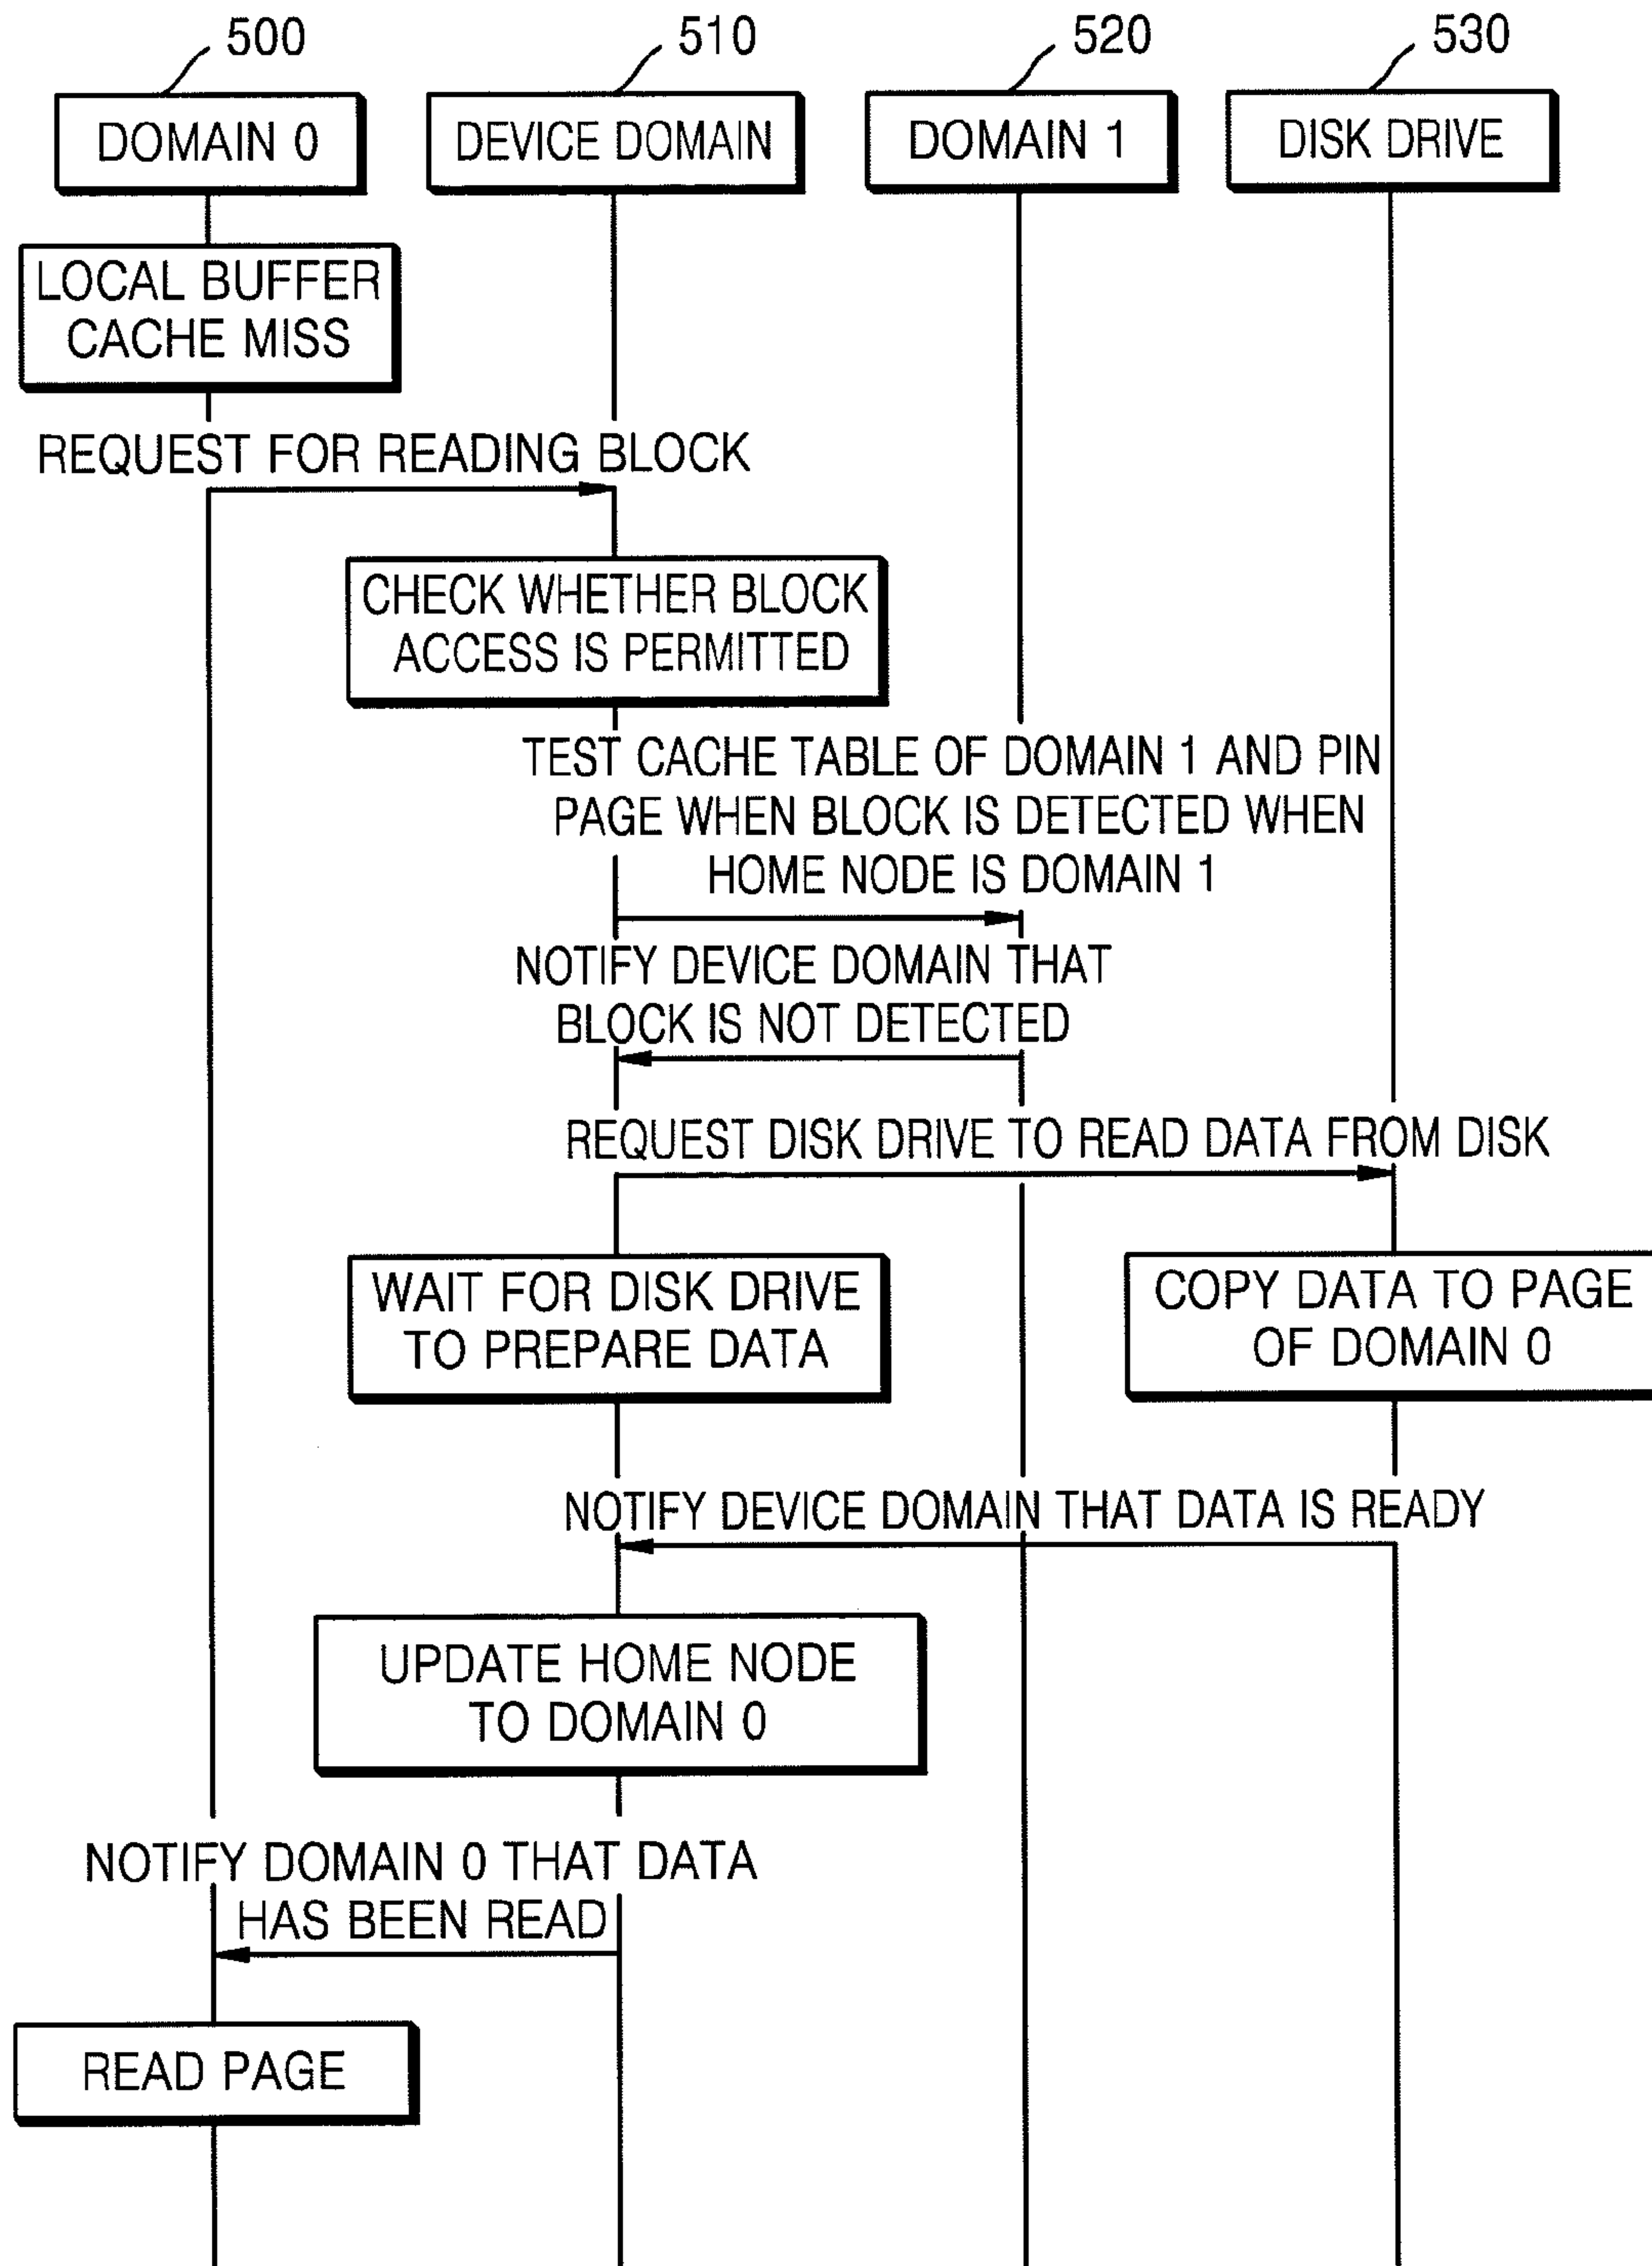 500
510
520
530
DOMAIN 0
DEVICE DOMAIN
DOMAIN 1
DISK DRIVE
LOCAL BUFFER
CACHE MISS
REQUEST FOR READING BLOCK
CHECK WHETHER BLOCK
ACCESS IS PERMITTED
TEST CACHE TABLE OF DOMAIN 1 AND PIN
PAGE WHEN BLOCK IS DETECTED WHEN
HOME NODE IS DOMAIN 1
NOTIFY DEVICE DOMAIN THAT
BLOCK IS NOT DETECTED
REQUEST DISK DRIVE TO READ DATA FROM DISK
WAIT FOR DISK DRIVE
TO PREPARE DATA
COPY DATA TO PAGE
OF DOMAIN 0
NOTIFY DEVICE DOMAIN THAT DATA IS READY
UPDATE HOME NODE
TO DOMAIN 0
NOTIFY DOMAIN 0 THAT DATA
HAS BEEN READ
READ PAGE